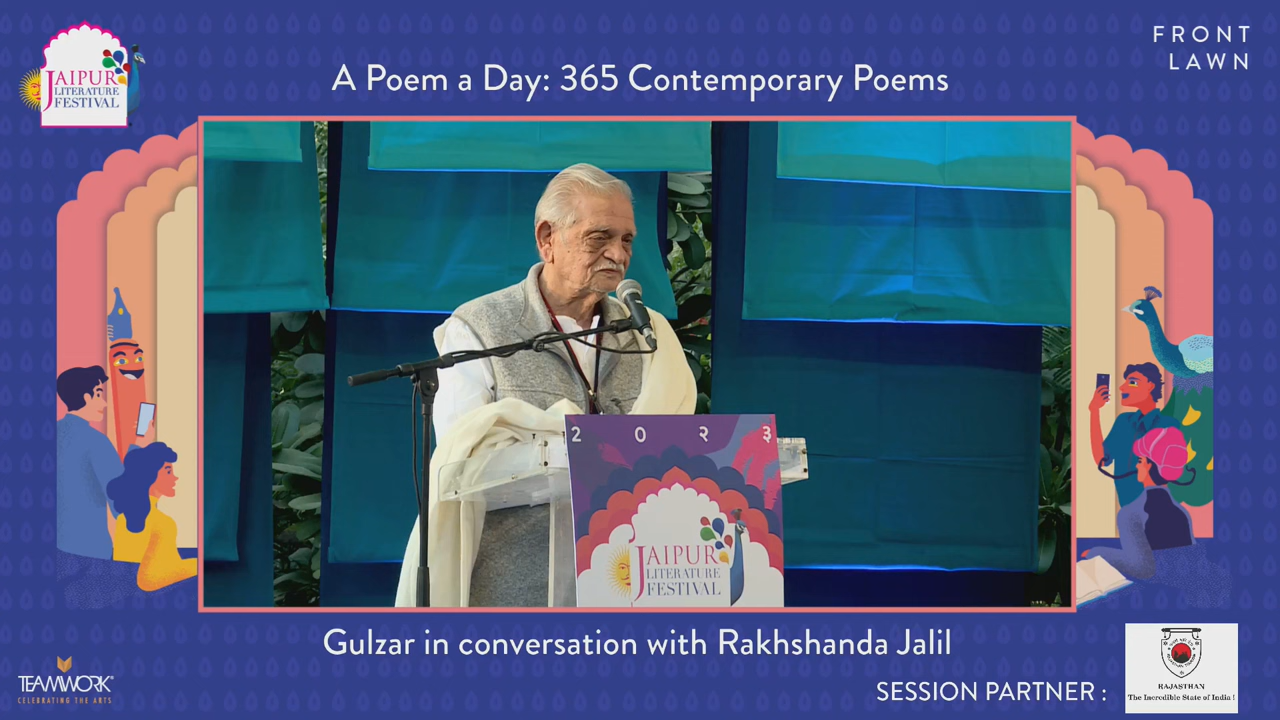 FRONT
LAWN
JAIPUR
LITERATURE
FESTIVAL
A Poem a Day: 365 Contemporary Poems
२ ० २ ३
JAIPUR
LITERATURE
FESTIVAL
Gulzar in conversation with Rakhshanda Jalil
TEAMWORK
CELEBRATING THE ARTS
SESSION PARTNER :
RAJASTHAN
The Incredible State of India !